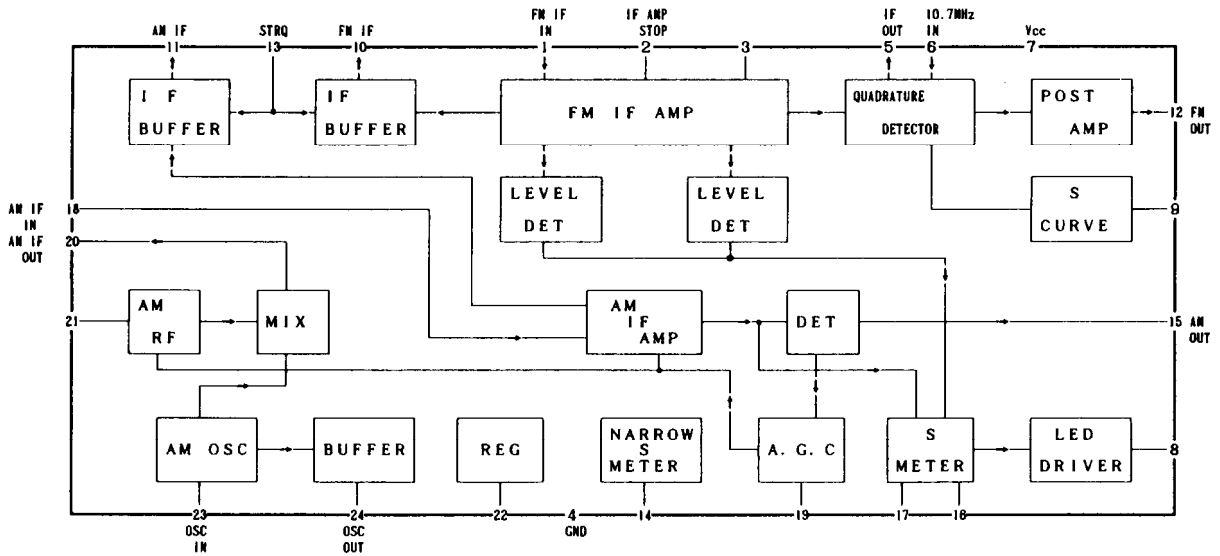 AM IF
STRQ
FM IF
FM IF
IN
IF AMP
STOP
IF
OUT
10.7MHz
IN
Vcc
11
13
10
1
2
3
5
6
7
IF
BUFFER
IF
BUFFER
FM IF AMP
QUADRATURE
DETECTOR
POST
AMP
12 FM
OUT
LEVEL
DET
LEVEL
DET
S
CURVE
9
AM IF
IN
18
AM IF
OUT
20
21
AM
RF
MIX
AM
IF
AMP
DET
15 AM
OUT
AM OSC
BUFFER
REG
NARROW
S
METER
A.G.C
S
METER
LED
DRIVER
8
23
OSC
IN
24
OSC
OUT
22
4
GND
14
19
17
18